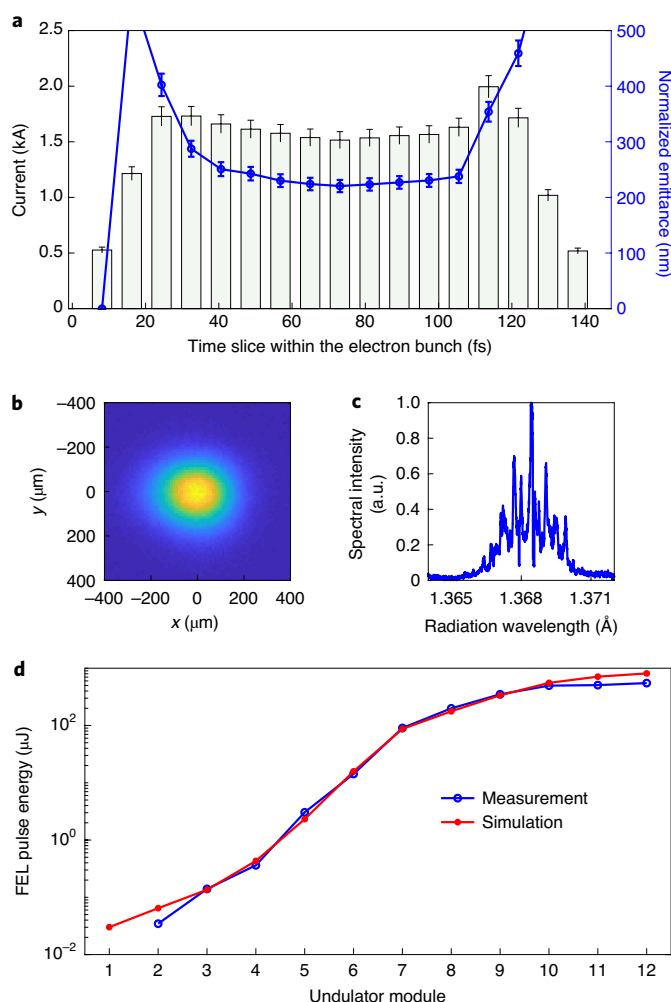 a
2.5
2.0
1.5
1.0
0.5
0
Current (kA)
500
400
300
200
100
0
Normalized emittance
(nm)
0 20 40 60 80 100 120 140
Time slice within the electron bunch (fs)
b
–400
–200
0
200
400
y (μm)
–400 –200 0 200 400
x (μm)
c
1.0
0.8
0.6
0.4
0.2
0
Spectral intensity
(a.u.)
1.365 1.368 1.371
Radiation wavelength (Å)
d
10²
10⁰
10⁻²
FEL pulse energy (μJ)
Measurement
Simulation
1 2 3 4 5 6 7 8 9 10 11 12
Undulator module